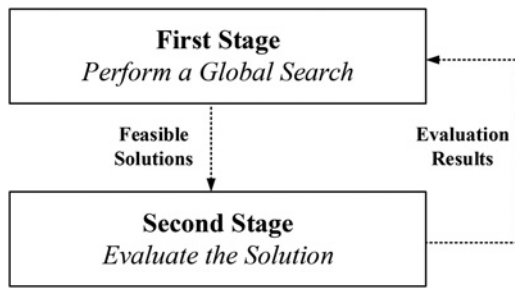 First Stage
Perform a Global Search
Feasible
Solutions
Evaluation
Results
Second Stage
Evaluate the Solution